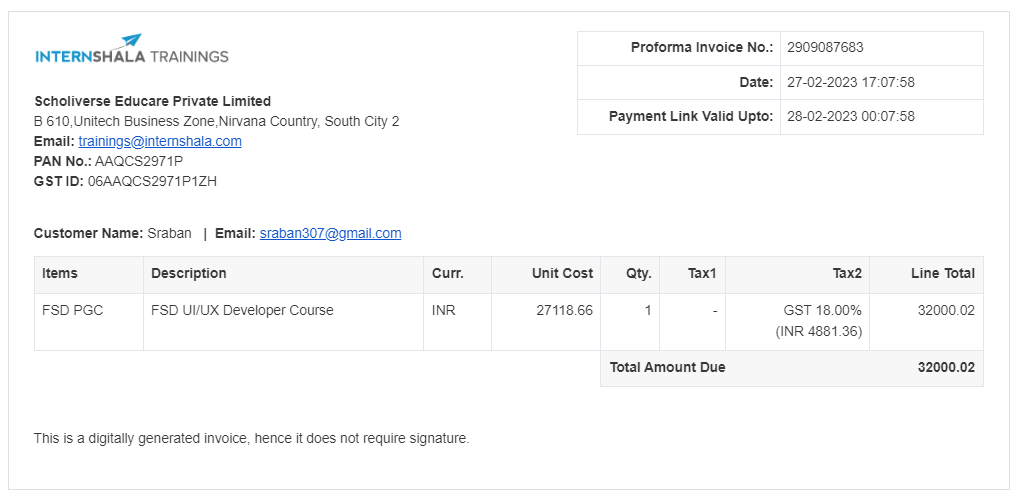 INTERNSHALA TRAININGS
Proforma Invoice No.: 2909087683
Date: 27-02-2023 17:07:58
Payment Link Valid Upto: 28-02-2023 00:07:58
Scholiverse Educare Private Limited
B 610,Unitech Business Zone,Nirvana Country, South City 2
Email: trainings@internshala.com
PAN No.: AAQCS2971P
GST ID: 06AAQCS2971P1ZH
Customer Name: Sraban | Email: sraban307@gmail.com
Items Description Curr. Unit Cost Qty. Tax1 Tax2 Line Total
FSD PGC FSD UI/UX Developer Course INR 27118.66 1 - GST 18.00% 32000.02
(INR 4881.36)
Total Amount Due 32000.02
This is a digitally generated invoice, hence it does not require signature.